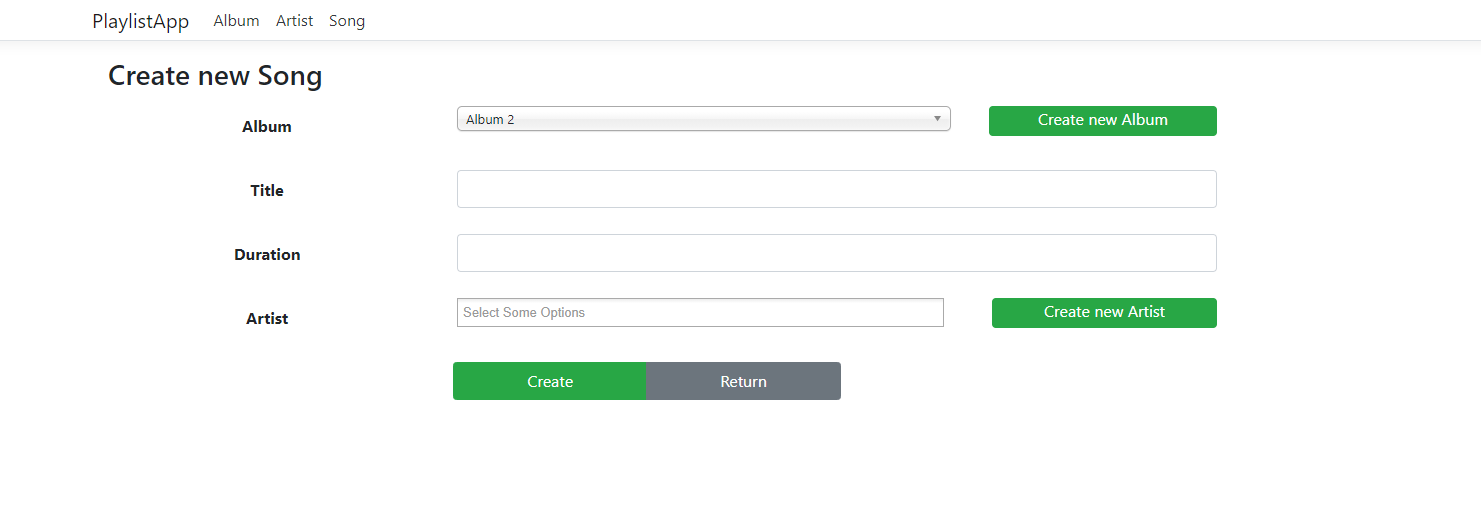 PlaylistApp Album Artist Song
Create new Song
Album Album 2 Create new Album
Title
Duration
Artist Select Some Options Create new Artist
Create Return